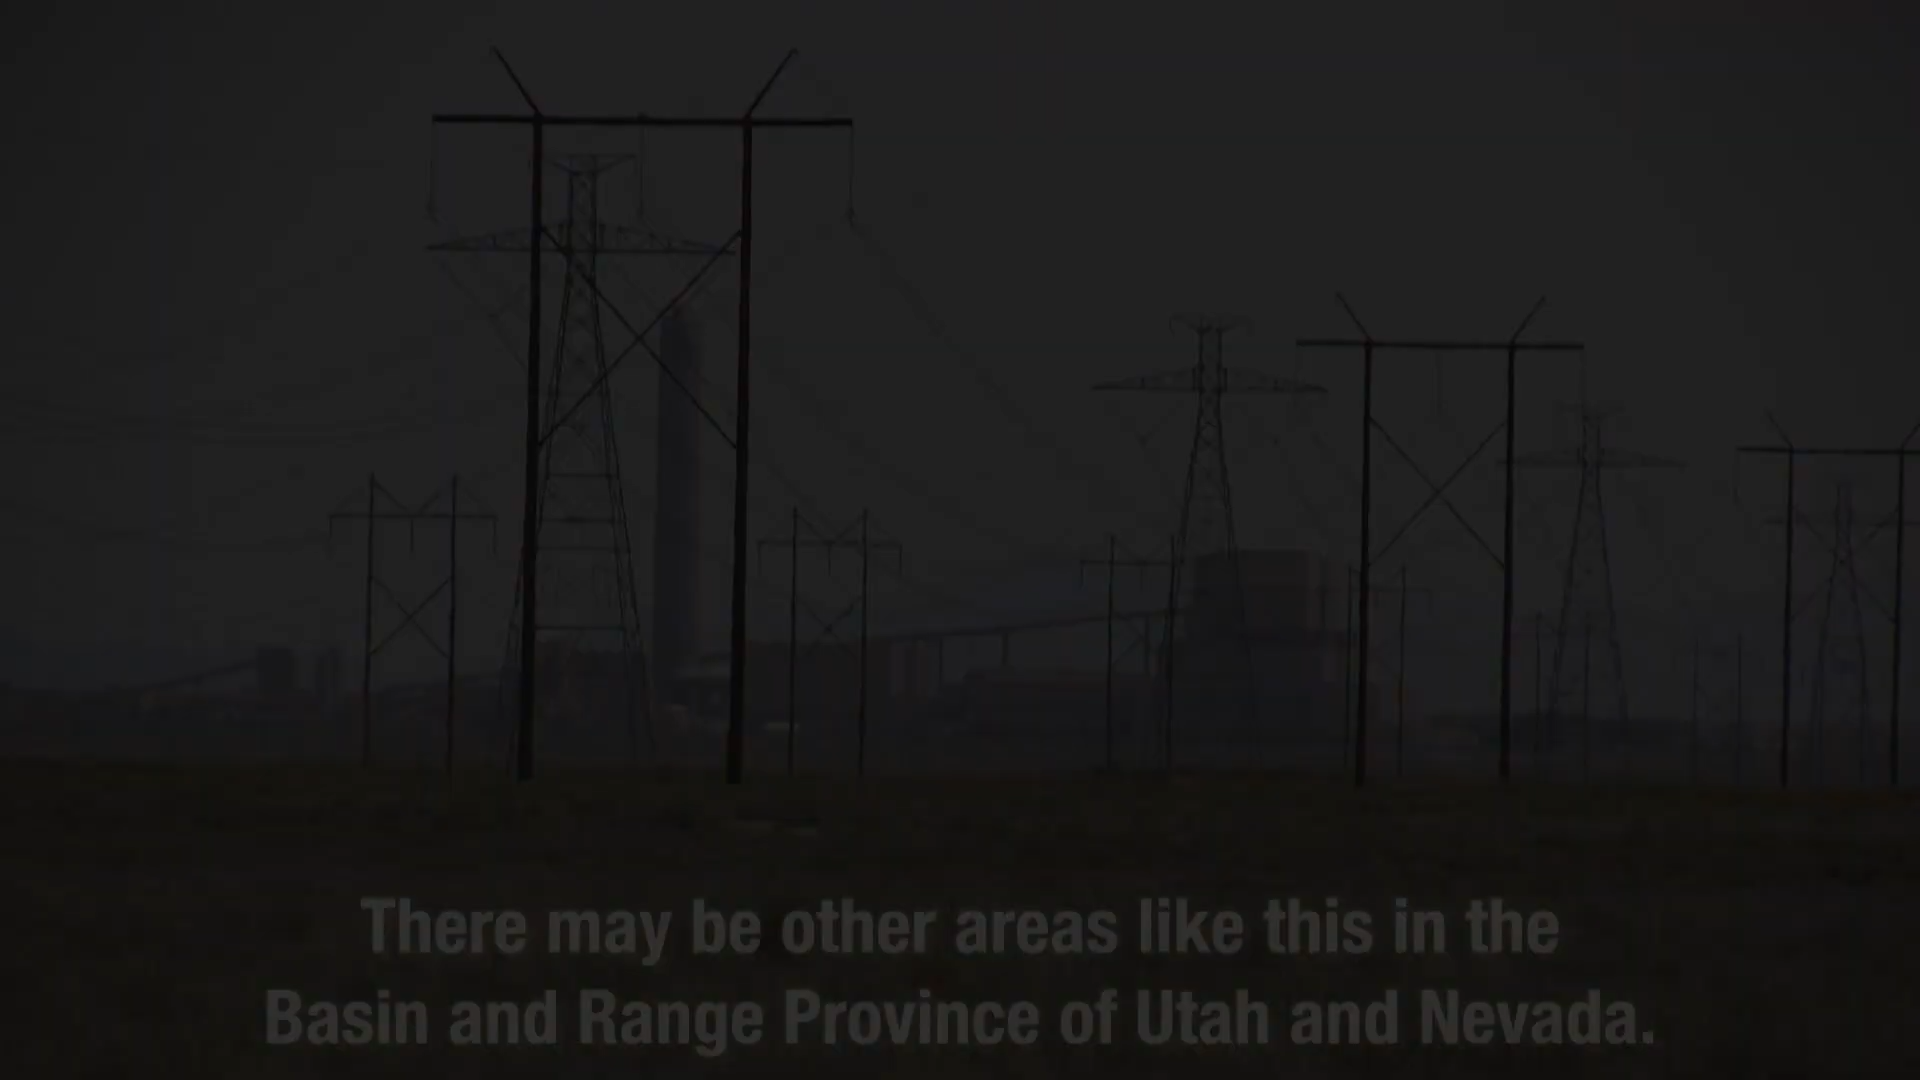 There may be other areas like this in the
Basin and Range Province of Utah and Nevada.